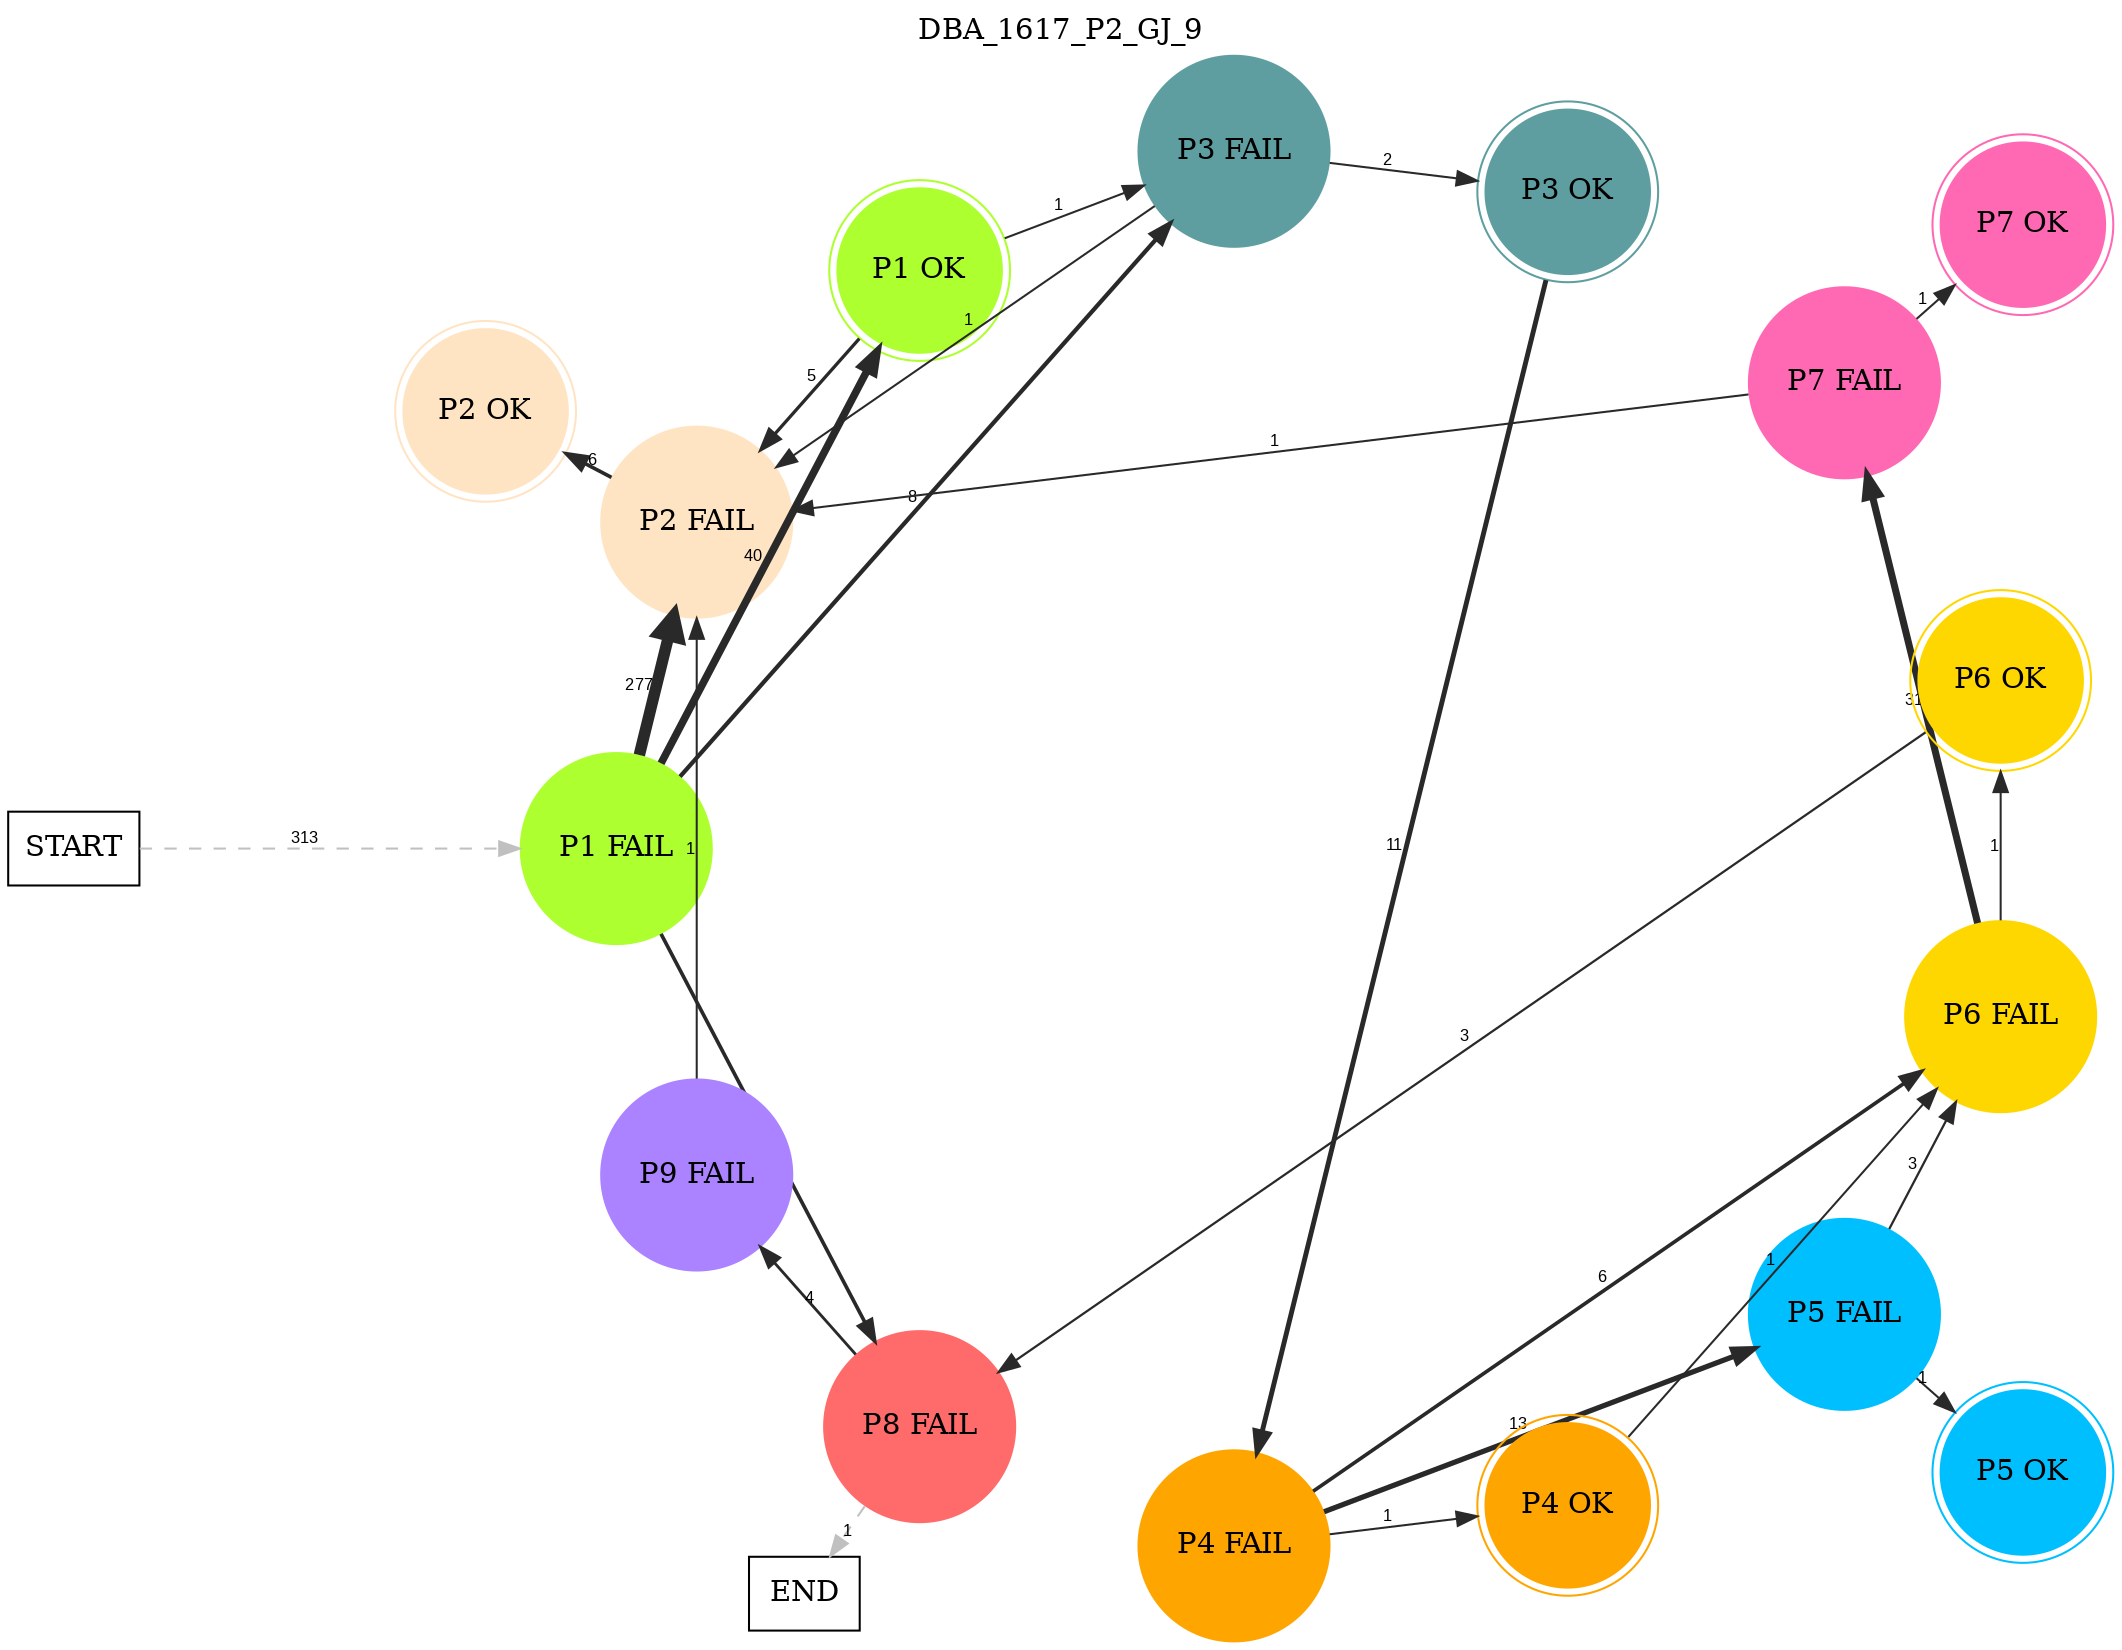 DBA_1617_P2_GJ_9
P3 FAIL
2
P3 OK
P7 OK
1
P1 OK
1
1
5
P7 FAIL
1
P2 OK
6
P2 FAIL
8
40
277
31
P6 OK
START
313
P1 FAIL
1
11
1
3
P6 FAIL
P9 FAIL
4
6
1
3
P5 FAIL
1
P8 FAIL
13
1
P4 OK
P5 OK
1
P4 FAIL
END